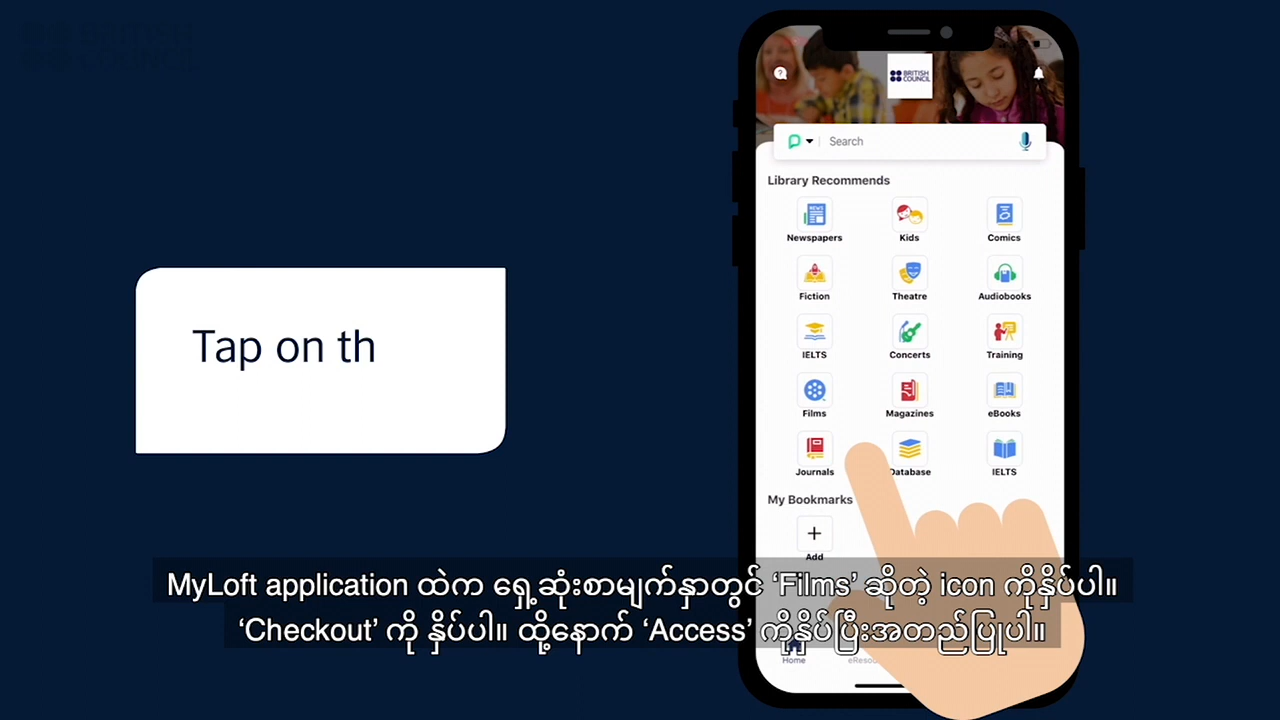 BRITISH
COUNCIL
BRITISH
COUNCIL
Search
Library Recommends
NEWS
Newspapers
Kids
Comics
Fiction
Theatre
Audiobooks
IELTS
Concerts
Training
Films
Magazines
eBooks
Journals
Database
IELTS
My Bookmarks
Add
Tap on th
MyLoft application ထဲက ရှေ့ဆုံးစာမျက်နှာတွင် ‘Films’ ဆိုတဲ့ icon ကိုနှိပ်ပါ။
‘Checkout’ ကို နှိပ်ပါ။ ထို့နောက် ‘Access’ ကိုနှိပ်ပြီးအတည်ပြုပါ။
Home